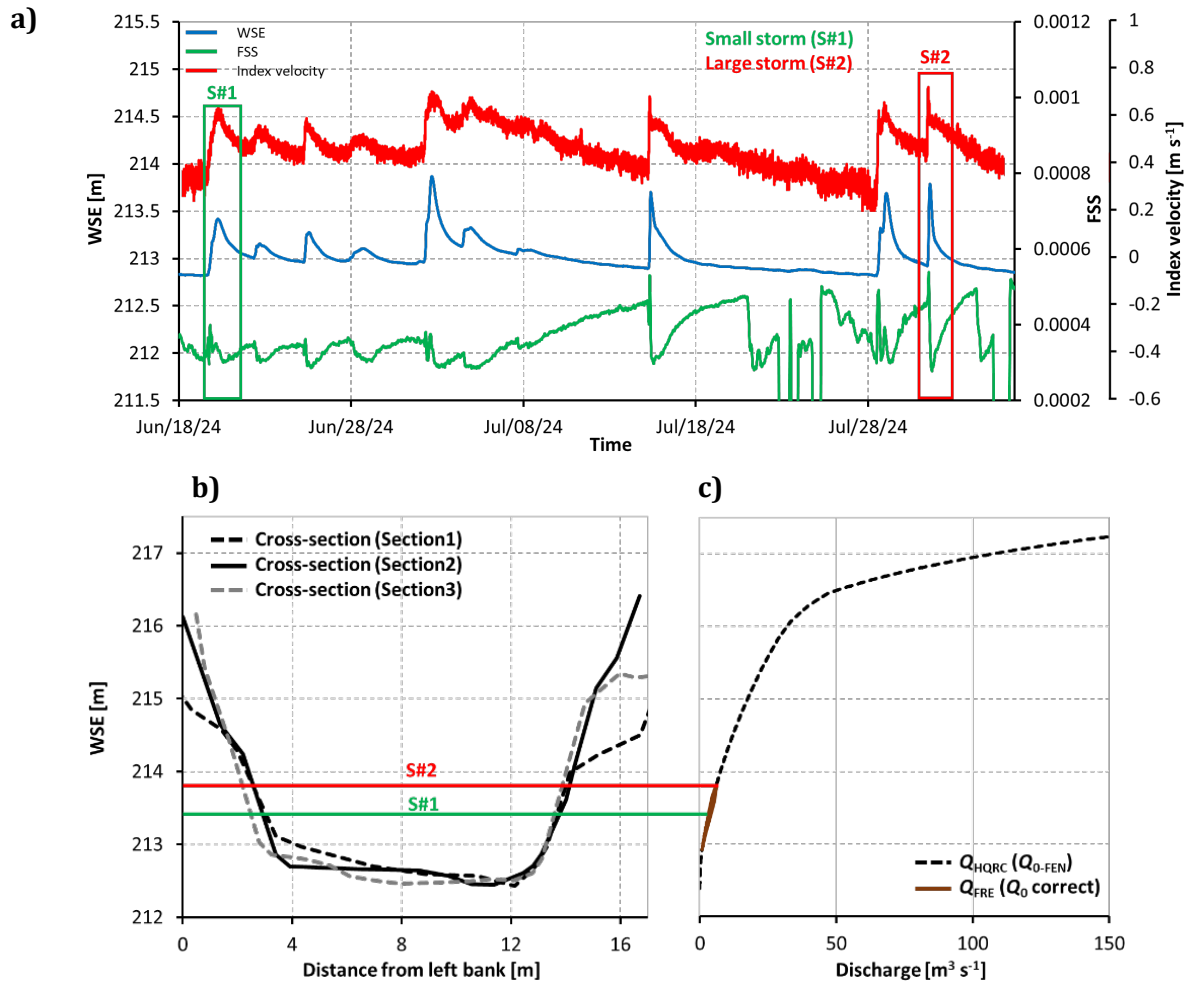 a)
WSE
FSS
Index velocity
Small storm (S#1)
Large storm (S#2)
S#1
S#2
215.5
215
214.5
214
213.5
213
212.5
212
211.5
WSE [m]
0.0012
0.001
0.0008
0.0006
0.0004
0.0002
FSS
1
0.8
0.6
0.4
0.2
0
-0.2
-0.4
-0.6
Index velocity [m s-1]
Jun/18/24
Jun/28/24
Jul/08/24
Jul/18/24
Jul/28/24
Time
b)
Cross-section (Section1)
Cross-section (Section2)
Cross-section (Section3)
S#2
S#1
217
216
215
214
213
212
WSE [m]
0
4
8
12
16
Distance from left bank [m]
c)
QHQRC (Q0-FEN)
QFRE (Q0 correct)
0
50
100
150
Discharge [m3 s-1]